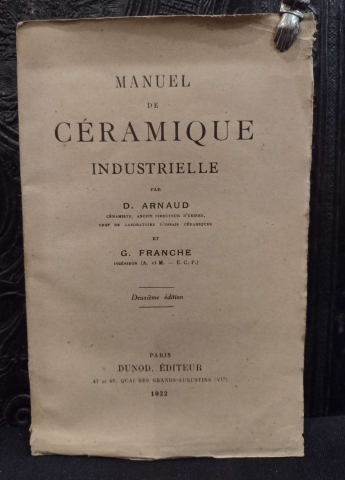 MANUEL
DE
CÉRAMIQUE
INDUSTRIELLE
PAR
D. ARNAUD
CÉRAMISTE, ANCIEN DIRECTEUR D'USINES,
CHEF DE LABORATOIRE D'ESSAIS CÉRAMIQUES
ET
G. FRANCHE
INGÉNIEUR (A. et M. — E. C. P.)
Deuxième édition
PARIS
DUNOD, ÉDITEUR
47 et 49, QUAI DES GRANDS-AUGUSTINS (VIe)
1922